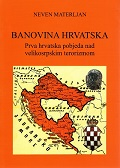 NEVEN MATERLJAN
BANOVINA HRVATSKA
Prva hrvatska pobjeda nad
velikosrpskim terorizmom